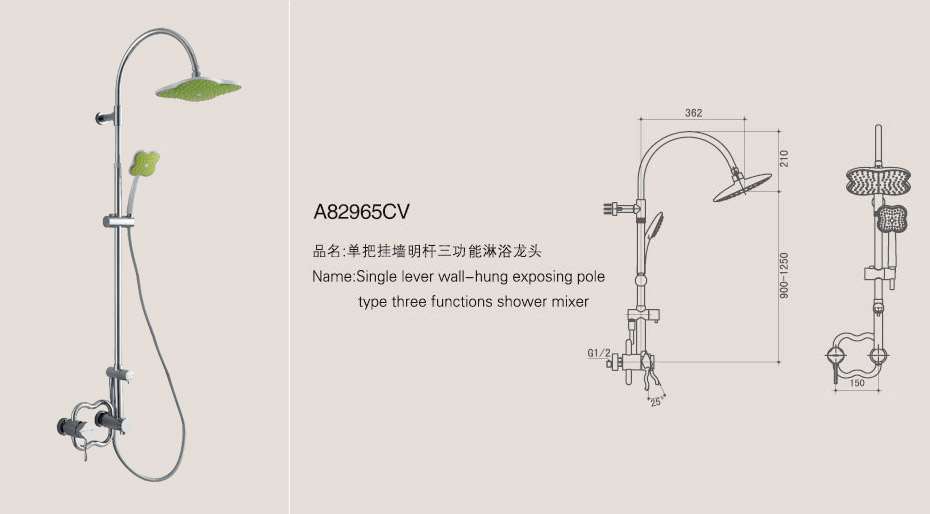 A82965CV
品名:单把挂墙明杆三功能淋浴龙头
Name:Single lever wall-hung exposing pole
type three functions shower mixer
362
210
900-1250
G1/2
25°
150